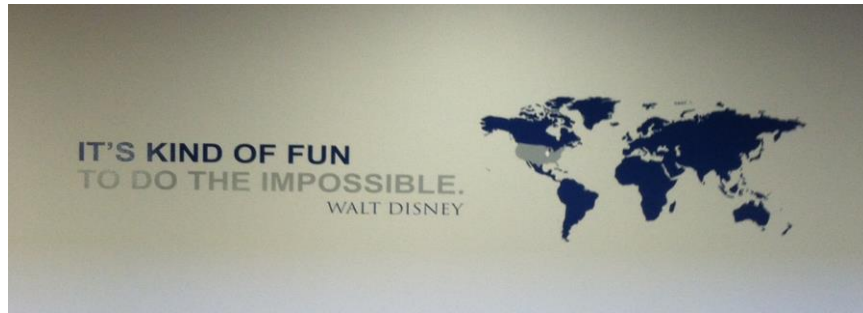 IT'S KIND OF FUN
TO DO THE IMPOSSIBLE.
WALT DISNEY